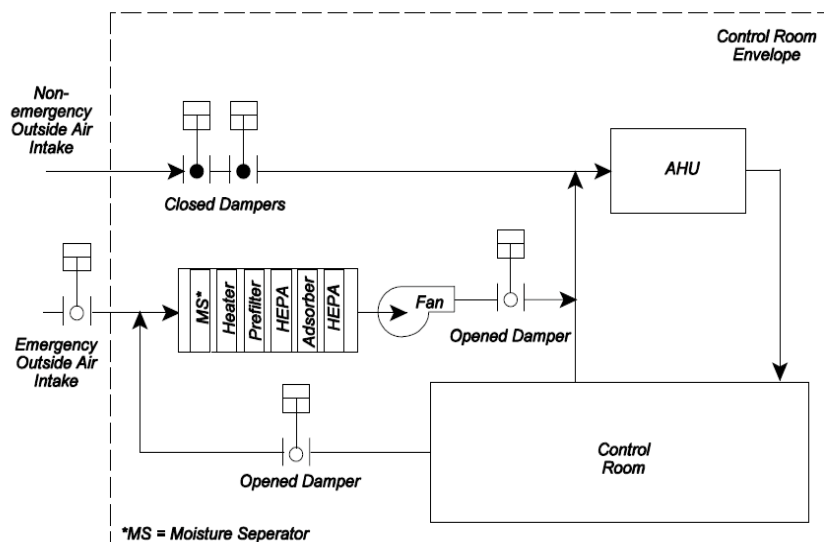 Control Room
Envelope
Non-
emergency
Outside Air
Intake
Closed Dampers
AHU
MS*
Heater
Prefilter
HEPA
Adsorber
HEPA
Fan
Opened Damper
Emergency
Outside Air
Intake
Opened Damper
Control
Room
*MS = Moisture Seperator